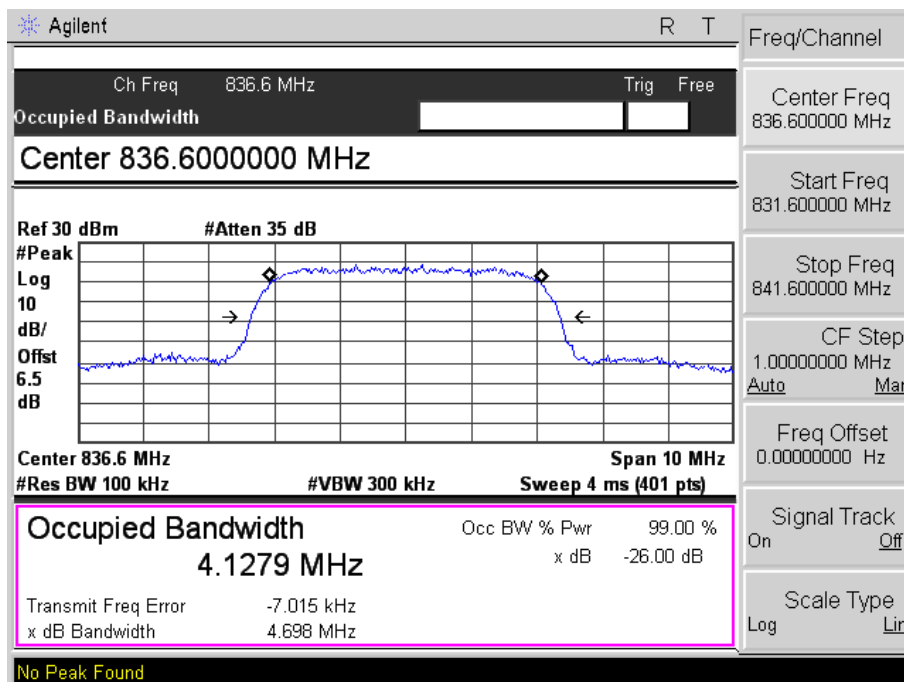 Agilent R T
Ch Freq 836.6 MHz Trig Free
Occupied Bandwidth
Center 836.6000000 MHz
Ref 30 dBm #Atten 35 dB
#Peak
Log
10
dB/
Offst
6.5
dB
Center 836.6 MHz Span 10 MHz
#Res BW 100 kHz #VBW 300 kHz Sweep 4 ms (401 pts)
Occupied Bandwidth
4.1279 MHz
Occ BW % Pwr 99.00 %
x dB -26.00 dB
Transmit Freq Error -7.015 kHz
x dB Bandwidth 4.698 MHz
No Peak Found
Freq/Channel
Center Freq
836.600000 MHz
Start Freq
831.600000 MHz
Stop Freq
841.600000 MHz
CF Step
1.00000000 MHz
Auto Mar
Freq Offset
0.00000000 Hz
Signal Track
On Off
Scale Type
Log Lin